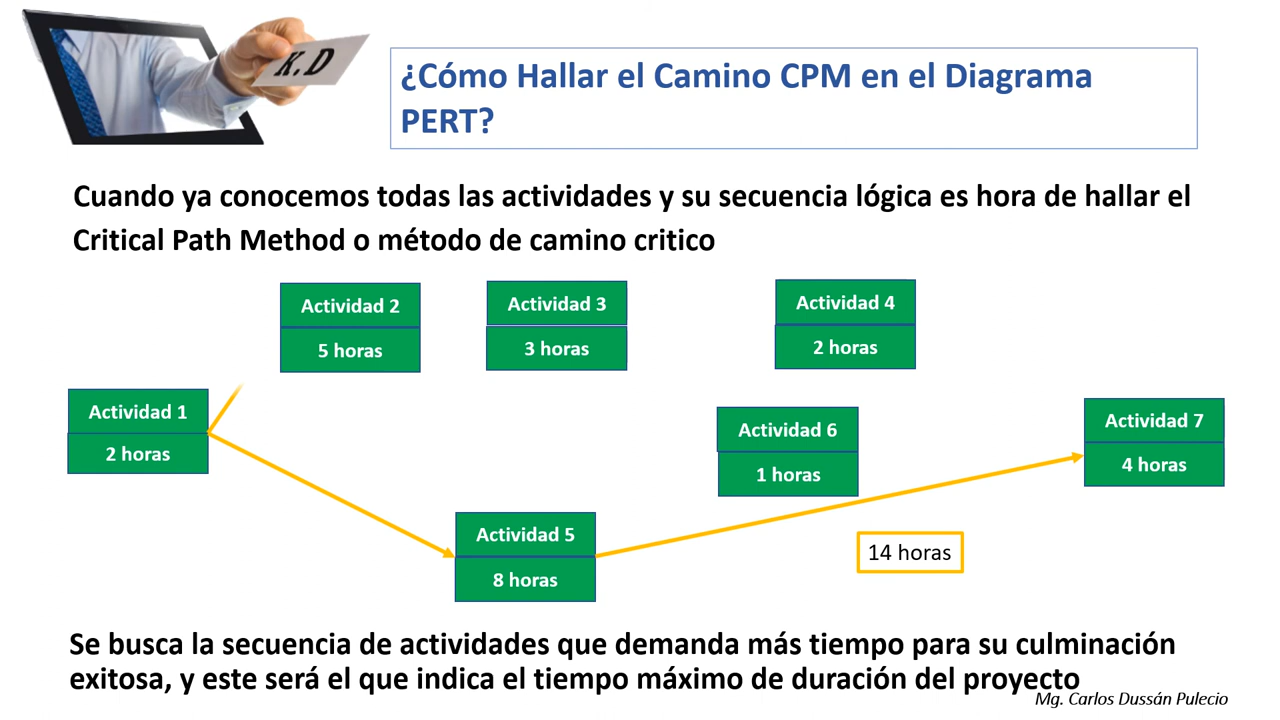 K.D
¿Cómo Hallar el Camino CPM en el Diagrama
PERT?
Cuando ya conocemos todas las actividades y su secuencia lógica es hora de hallar el
Critical Path Method o método de camino critico
Actividad 2
5 horas
Actividad 3
3 horas
Actividad 4
2 horas
Actividad 1
2 horas
Actividad 6
1 horas
Actividad 7
4 horas
Actividad 5
8 horas
14 horas
Se busca la secuencia de actividades que demanda más tiempo para su culminación
exitosa, y este será el que indica el tiempo máximo de duración del proyecto
Mg. Carlos Dussán Pulecio